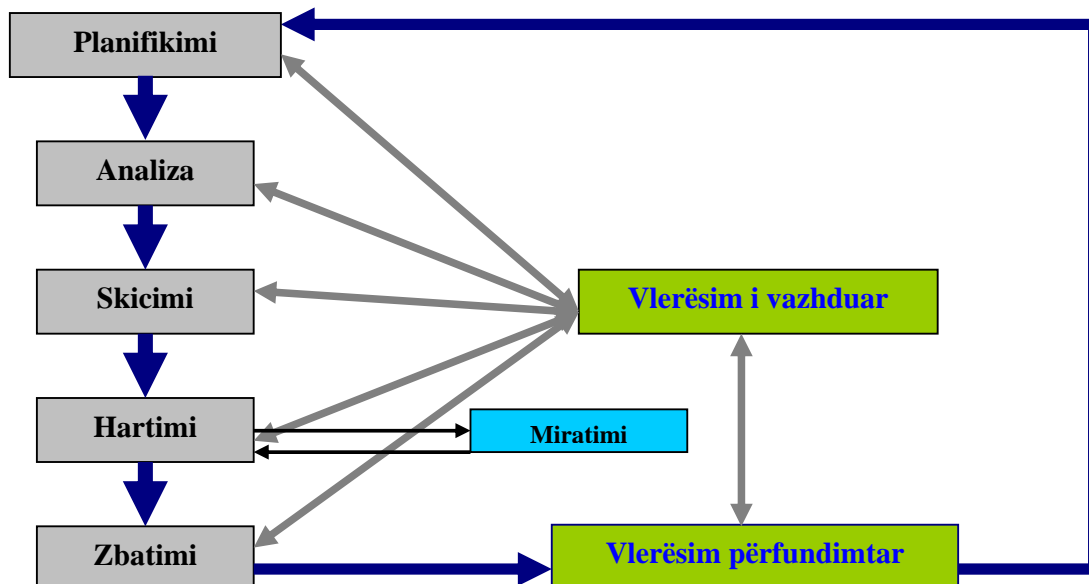 Planifikimi
Analiza
Skicimi
Vlerësim i vazhduar
Hartimi
Miratimi
Zbatimi
Vlerësim përfundimtar